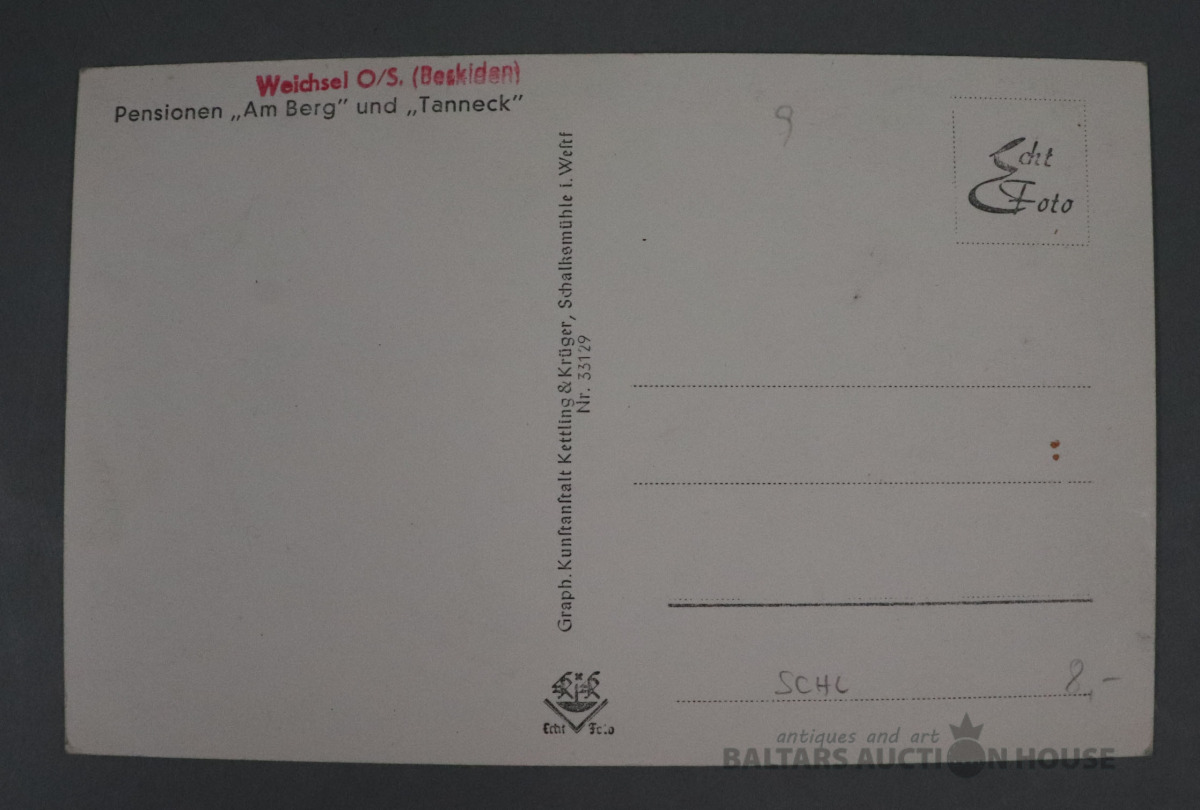 Weichsel O/S. (Beskiden)
Pensionen „Am Berg” und „Tanneck”
Graph. Kunſtanſtalt Kettling & Krüger, Schalksmühle i. Weſtf
Nr. 33129
9
Echt
Foto
SCHL
8,-
Echt Foto
antiques and art
BALTARS AUCTION HOUSE